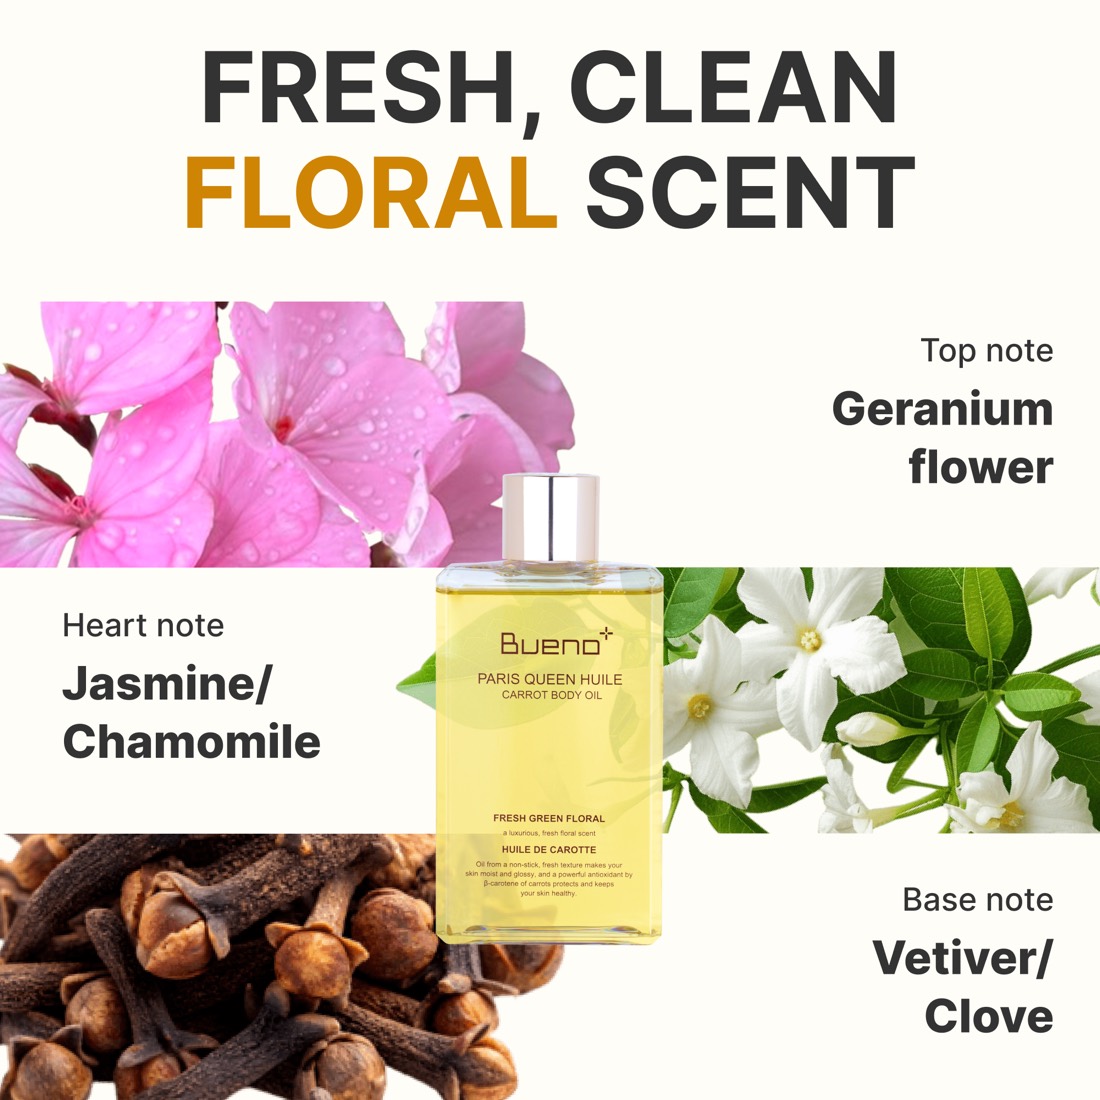 FRESH, CLEAN
FLORAL SCENT
Top note
Geranium
flower
Heart note
Jasmine/
Chamomile
Bueno+
PARIS QUEEN HUILE
CARROT BODY OIL
FRESH GREEN FLORAL
a luxurious, fresh floral scent
HUILE DE CAROTTE
Oil from a non-stick, fresh texture makes your
skin moist and glossy, and a powerful antioxidant by
β-carotene of carrots protects and keeps
your skin healthy.
Base note
Vetiver/
Clove